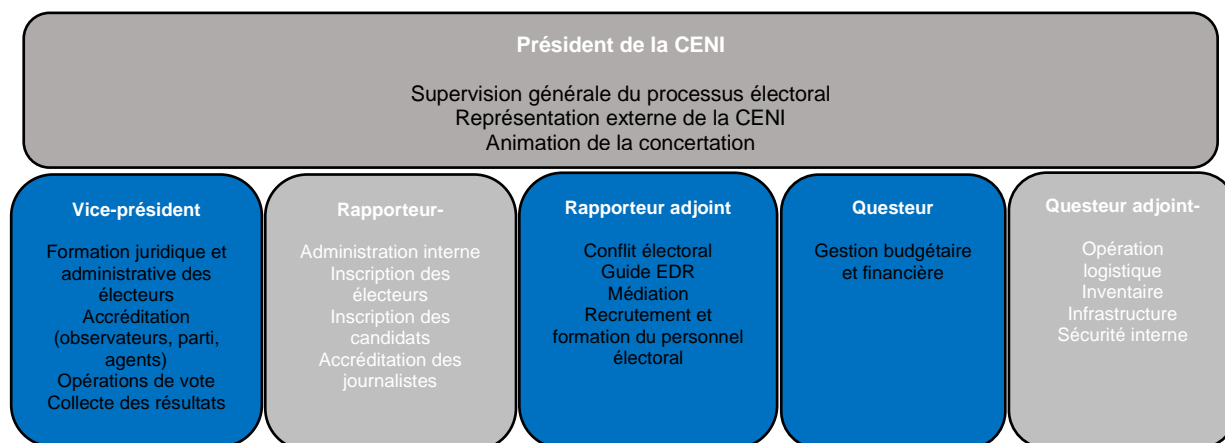 Président de la CENI
Supervision générale du processus électoral
Représentation externe de la CENI
Animation de la concertation
Vice-président
Formation juridique et
administrative des
électeurs
Accréditation
(observateurs, parti,
agents)
Opérations de vote
Collecte des résultats
Rapporteur-
Administration interne
Inscription des
électeurs
Inscription des
candidats
Accréditation des
journalistes
Rapporteur adjoint
Conflit électoral
Guide EDR
Médiation
Recrutement et
formation du personnel
électoral
Questeur
Gestion budgétaire
et financière
Questeur adjoint-
Opération
logistique
Inventaire
Infrastructure
Sécurité interne